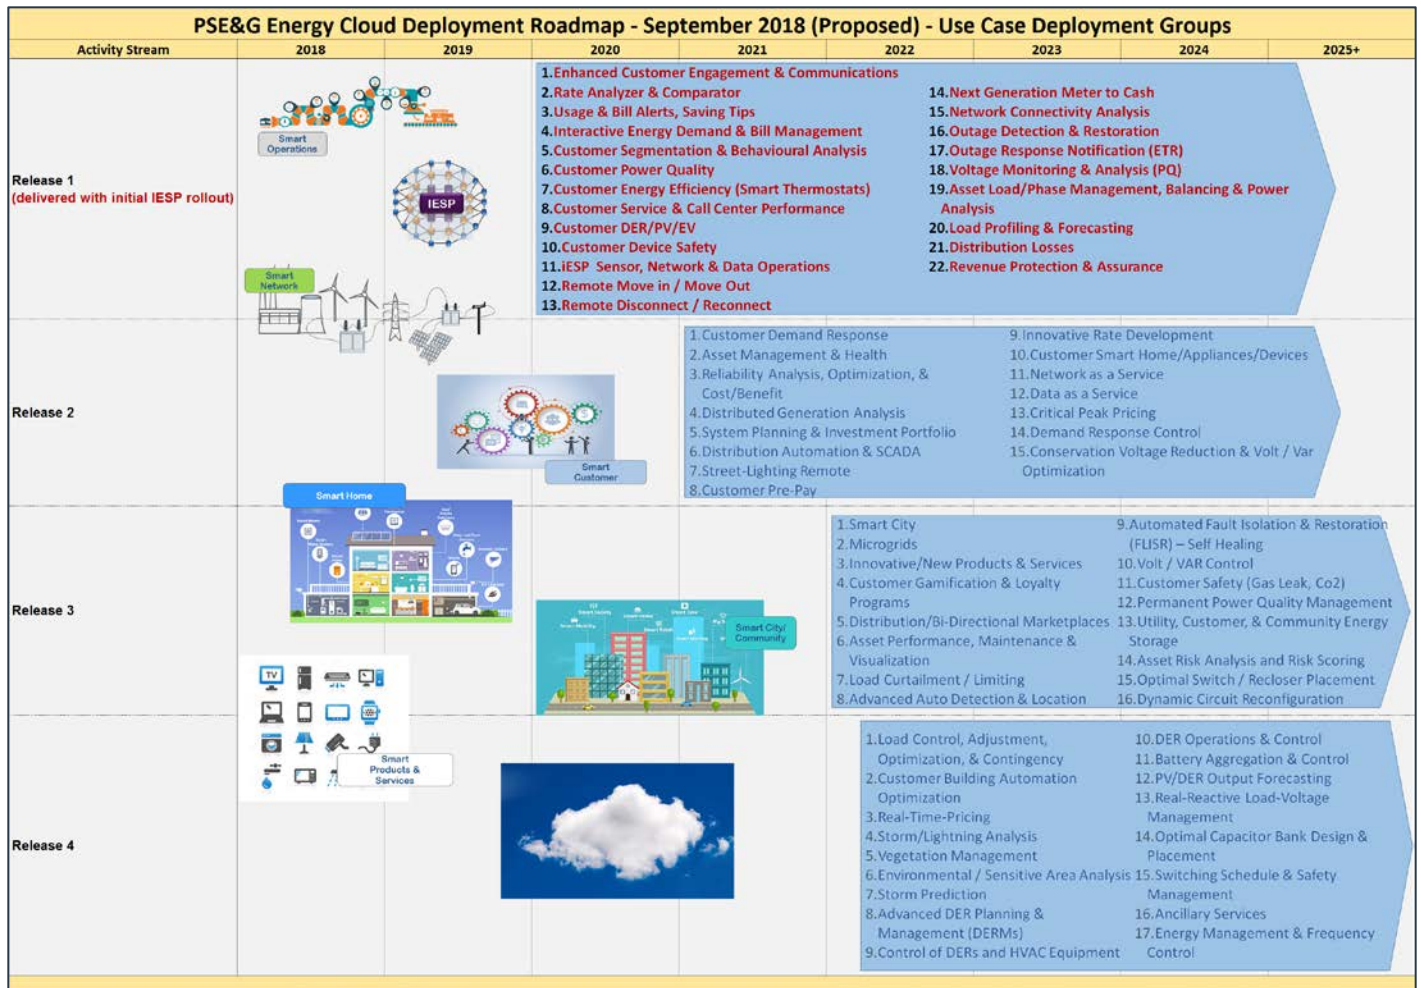 PSE&G Energy Cloud Deployment Roadmap - September 2018 (Proposed) - Use Case Deployment Groups
Activity Stream 2018 2019 2020 2021 2022 2023 2024 2025+
Release 1
(delivered with initial IESP rollout)
Smart
Operations
IESP
Smart
Network
1.Enhanced Customer Engagement & Communications
2.Rate Analyzer & Comparator
3.Usage & Bill Alerts, Saving Tips
4.Interactive Energy Demand & Bill Management
5.Customer Segmentation & Behavioural Analysis
6.Customer Power Quality
7.Customer Energy Efficiency (Smart Thermostats)
8.Customer Service & Call Center Performance
9.Customer DER/PV/EV
10.Customer Device Safety
11.iESP Sensor, Network & Data Operations
12.Remote Move in / Move Out
13.Remote Disconnect / Reconnect
14.Next Generation Meter to Cash
15.Network Connectivity Analysis
16.Outage Detection & Restoration
17.Outage Response Notification (ETR)
18.Voltage Monitoring & Analysis (PQ)
19.Asset Load/Phase Management, Balancing & Power
Analysis
20.Load Profiling & Forecasting
21.Distribution Losses
22.Revenue Protection & Assurance
Release 2
Smart
Customer
1.Customer Demand Response
2.Asset Management & Health
3.Reliability Analysis, Optimization, &
Cost/Benefit
4.Distributed Generation Analysis
5.System Planning & Investment Portfolio
6.Distribution Automation & SCADA
7.Street-Lighting Remote
8.Customer Pre-Pay
9.Innovative Rate Development
10.Customer Smart Home/Appliances/Devices
11.Network as a Service
12.Data as a Service
13.Critical Peak Pricing
14.Demand Response Control
15.Conservation Voltage Reduction & Volt / Var
Optimization
Release 3
Smart Home
Smart City/
Community
1.Smart City
2.Microgrids
3.Innovative/New Products & Services
4.Customer Gamification & Loyalty
Programs
5.Distribution/Bi-Directional Marketplaces
6.Asset Performance, Maintenance &
Visualization
7.Load Curtailment / Limiting
8.Advanced Auto Detection & Location
9.Automated Fault Isolation & Restoration
(FLISR) – Self Healing
10.Volt / VAR Control
11.Customer Safety (Gas Leak, Co2)
12.Permanent Power Quality Management
13.Utility, Customer, & Community Energy
Storage
14.Asset Risk Analysis and Risk Scoring
15.Optimal Switch / Recloser Placement
16.Dynamic Circuit Reconfiguration
TV
Smart
Products &
Services
Release 4
1.Load Control, Adjustment,
Optimization, & Contingency
2.Customer Building Automation
Optimization
3.Real-Time-Pricing
4.Storm/Lightning Analysis
5.Vegetation Management
6.Environmental / Sensitive Area Analysis
7.Storm Prediction
8.Advanced DER Planning &
Management (DERMs)
9.Control of DERs and HVAC Equipment
10.DER Operations & Control
11.Battery Aggregation & Control
12.PV/DER Output Forecasting
13.Real-Reactive Load-Voltage
Management
14.Optimal Capacitor Bank Design &
Placement
15.Switching Schedule & Safety
Management
16.Ancillary Services
17.Energy Management & Frequency
Control